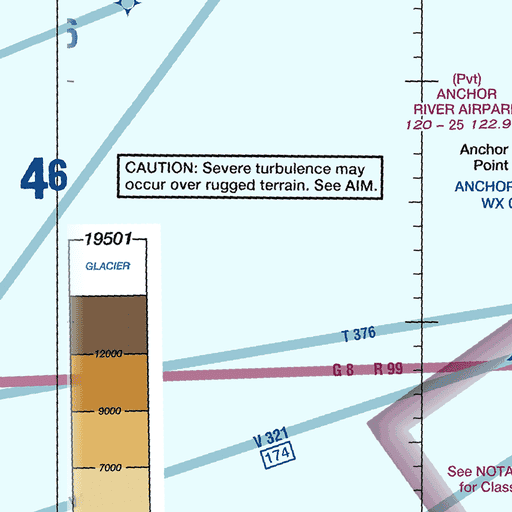 (Pvt)
ANCHOR
RIVER AIRPAR
120 - 25 122.9
Anchor
Point
ANCHOR
WX
46
CAUTION: Severe turbulence may
occur over rugged terrain. See AIM.
19501
GLACIER
12000
9000
7000
T 376
G 8 R 99
V 321
174
See NOTA
for Class